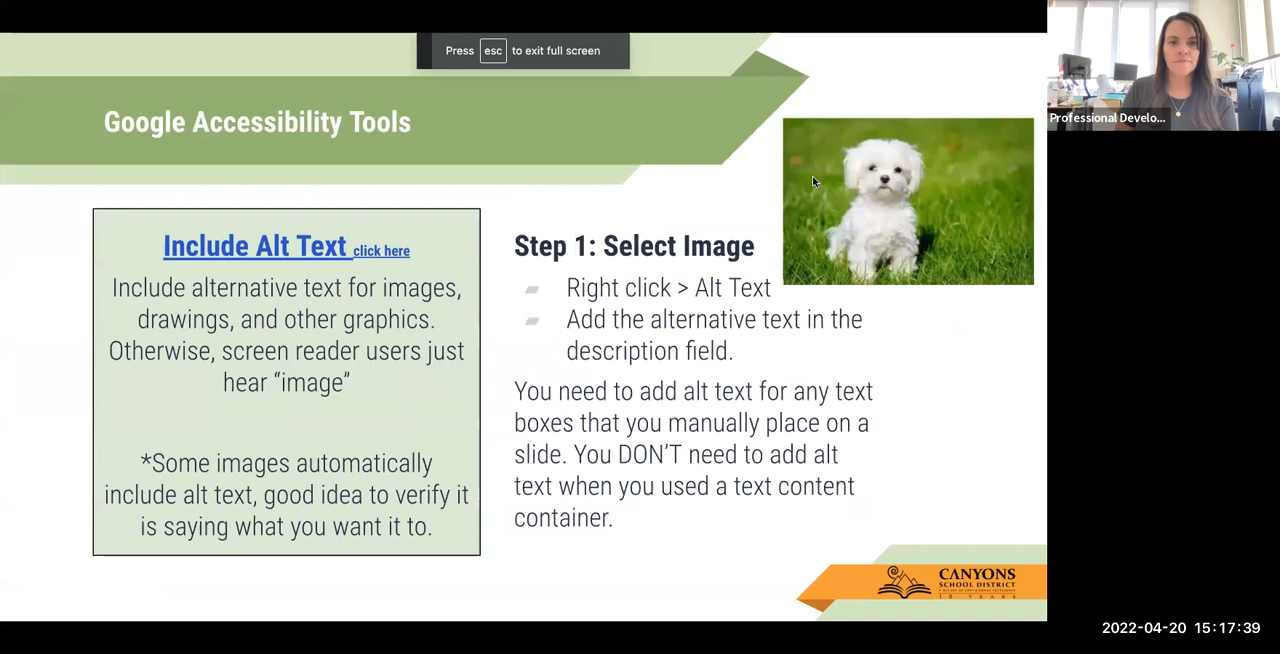 Press esc to exit full screen
Google Accessibility Tools
Professional Develo...
Include Alt Text click here
Include alternative text for images,
drawings, and other graphics.
Otherwise, screen reader users just
hear “image”
*Some images automatically
include alt text, good idea to verify it
is saying what you want it to.
Step 1: Select Image
Right click > Alt Text
Add the alternative text in the
description field.
You need to add alt text for any text
boxes that you manually place on a
slide. You DON’T need to add alt
text when you used a text content
container.
CANYONS
SCHOOL DISTRICT
10 YEARS
2022-04-20 15:17:39